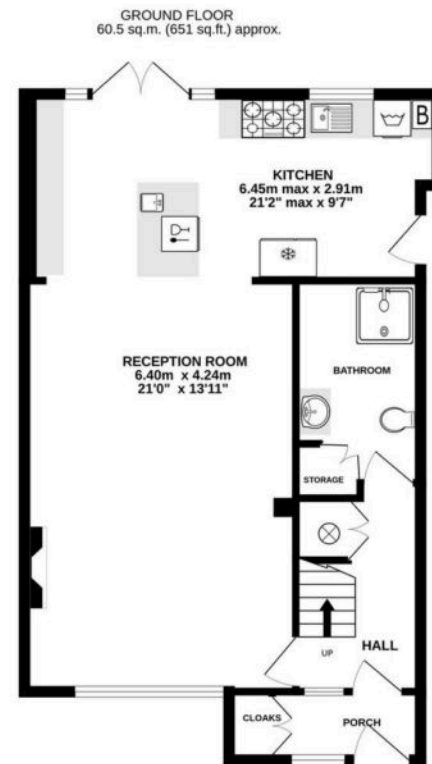 GROUND FLOOR
60.5 sq.m. (651 sq.ft.) approx.
B
KITCHEN
6.45m max x 2.91m
21'2" max x 9'7"
RECEPTION ROOM
6.40m x 4.24m
21'0" x 13'11"
BATHROOM
STORAGE
UP
HALL
CLOAKS
PORCH